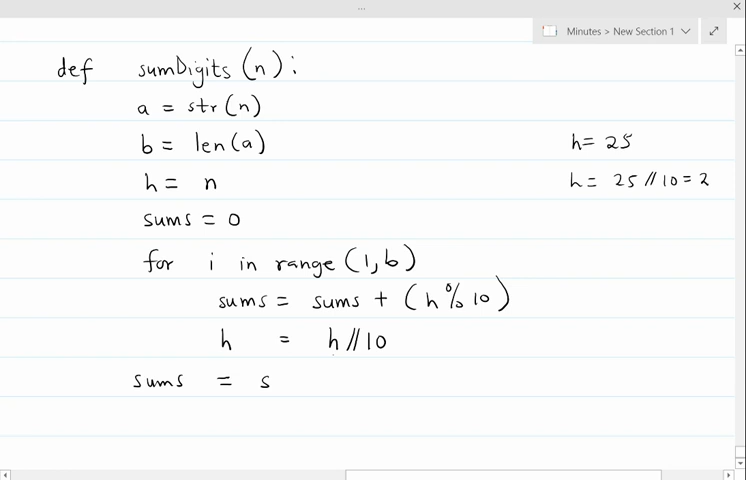 ...
Minutes > New Section 1
def sumDigits (n) :
a = str (n)
b = len (a)
h = 25
h = n
h = 25 // 10 = 2
sums = 0
for i in range (1, b)
sums = sums + (h % 10)
h = h // 10
sums = s